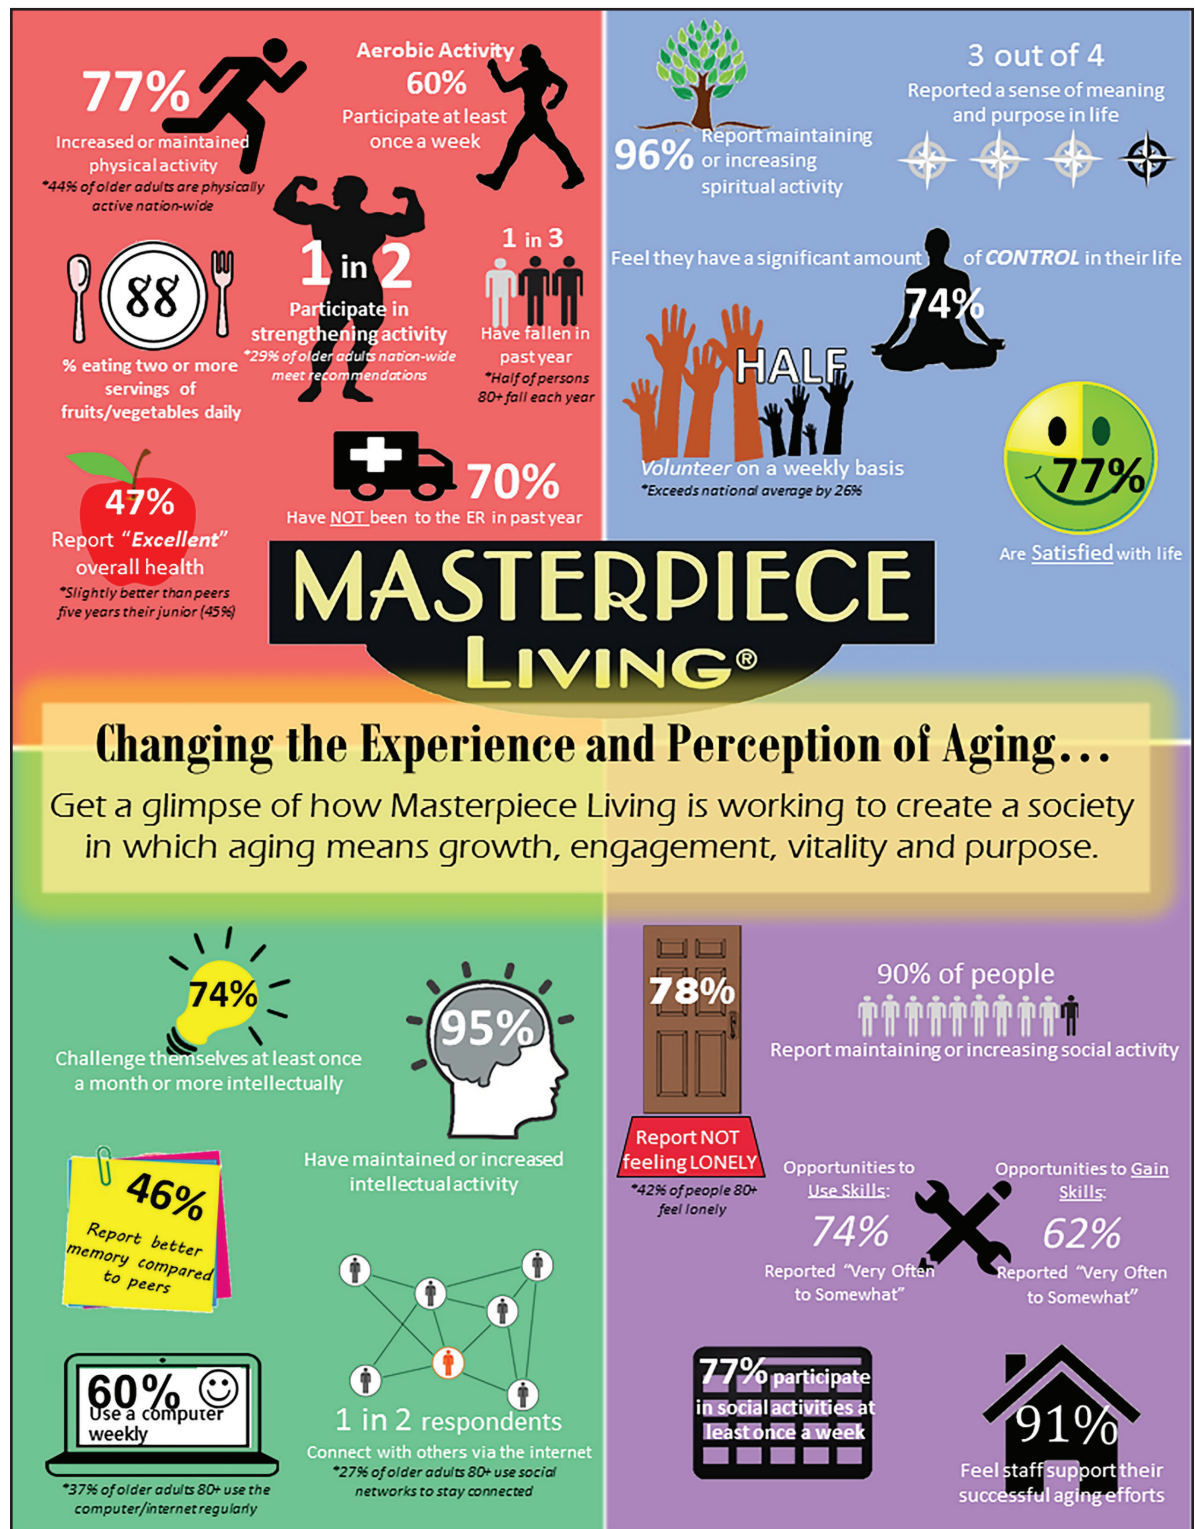 77%
Increased or maintained
physical activity
*44% of older adults are physically
active nation-wide
Aerobic Activity
60%
Participate at least
once a week
88
% eating two or more
servings of
fruits/vegetables daily
1 in 2
Participate in
strengthening activity
*29% of older adults nation-wide
meet recommendations
1 in 3
Have fallen in
past year
*Half of persons
80+ fall each year
47%
Report “Excellent”
overall health
*Slightly better than peers
five years their junior (45%)
70%
Have NOT been to the ER in past year
96%
Report maintaining
or increasing
spiritual activity
3 out of 4
Reported a sense of meaning
and purpose in life
Feel they have a significant amount of CONTROL in their life
74%
HALF
Volunteer on a weekly basis
*Exceeds national average by 26%
77%
Are Satisfied with life
MASTERPIECE
LIVING®
Changing the Experience and Perception of Aging...
Get a glimpse of how Masterpiece Living is working to create a society
in which aging means growth, engagement, vitality and purpose.
74%
Challenge themselves at least once
a month or more intellectually
95%
Have maintained or increased
intellectual activity
46%
Report better
memory compared
to peers
60%
Use a computer
weekly
*37% of older adults 80+ use the
computer/internet regularly
1 in 2 respondents
Connect with others via the internet
*27% of older adults 80+ use social
networks to stay connected
78%
Report NOT
feeling LONELY
*42% of people 80+
feel lonely
90% of people
Report maintaining or increasing social activity
Opportunities to
Use Skills:
74%
Reported “Very Often
to Somewhat”
Opportunities to Gain
Skills:
62%
Reported “Very Often
to Somewhat”
77% participate
in social activities at
least once a week
91%
Feel staff support their
successful aging efforts